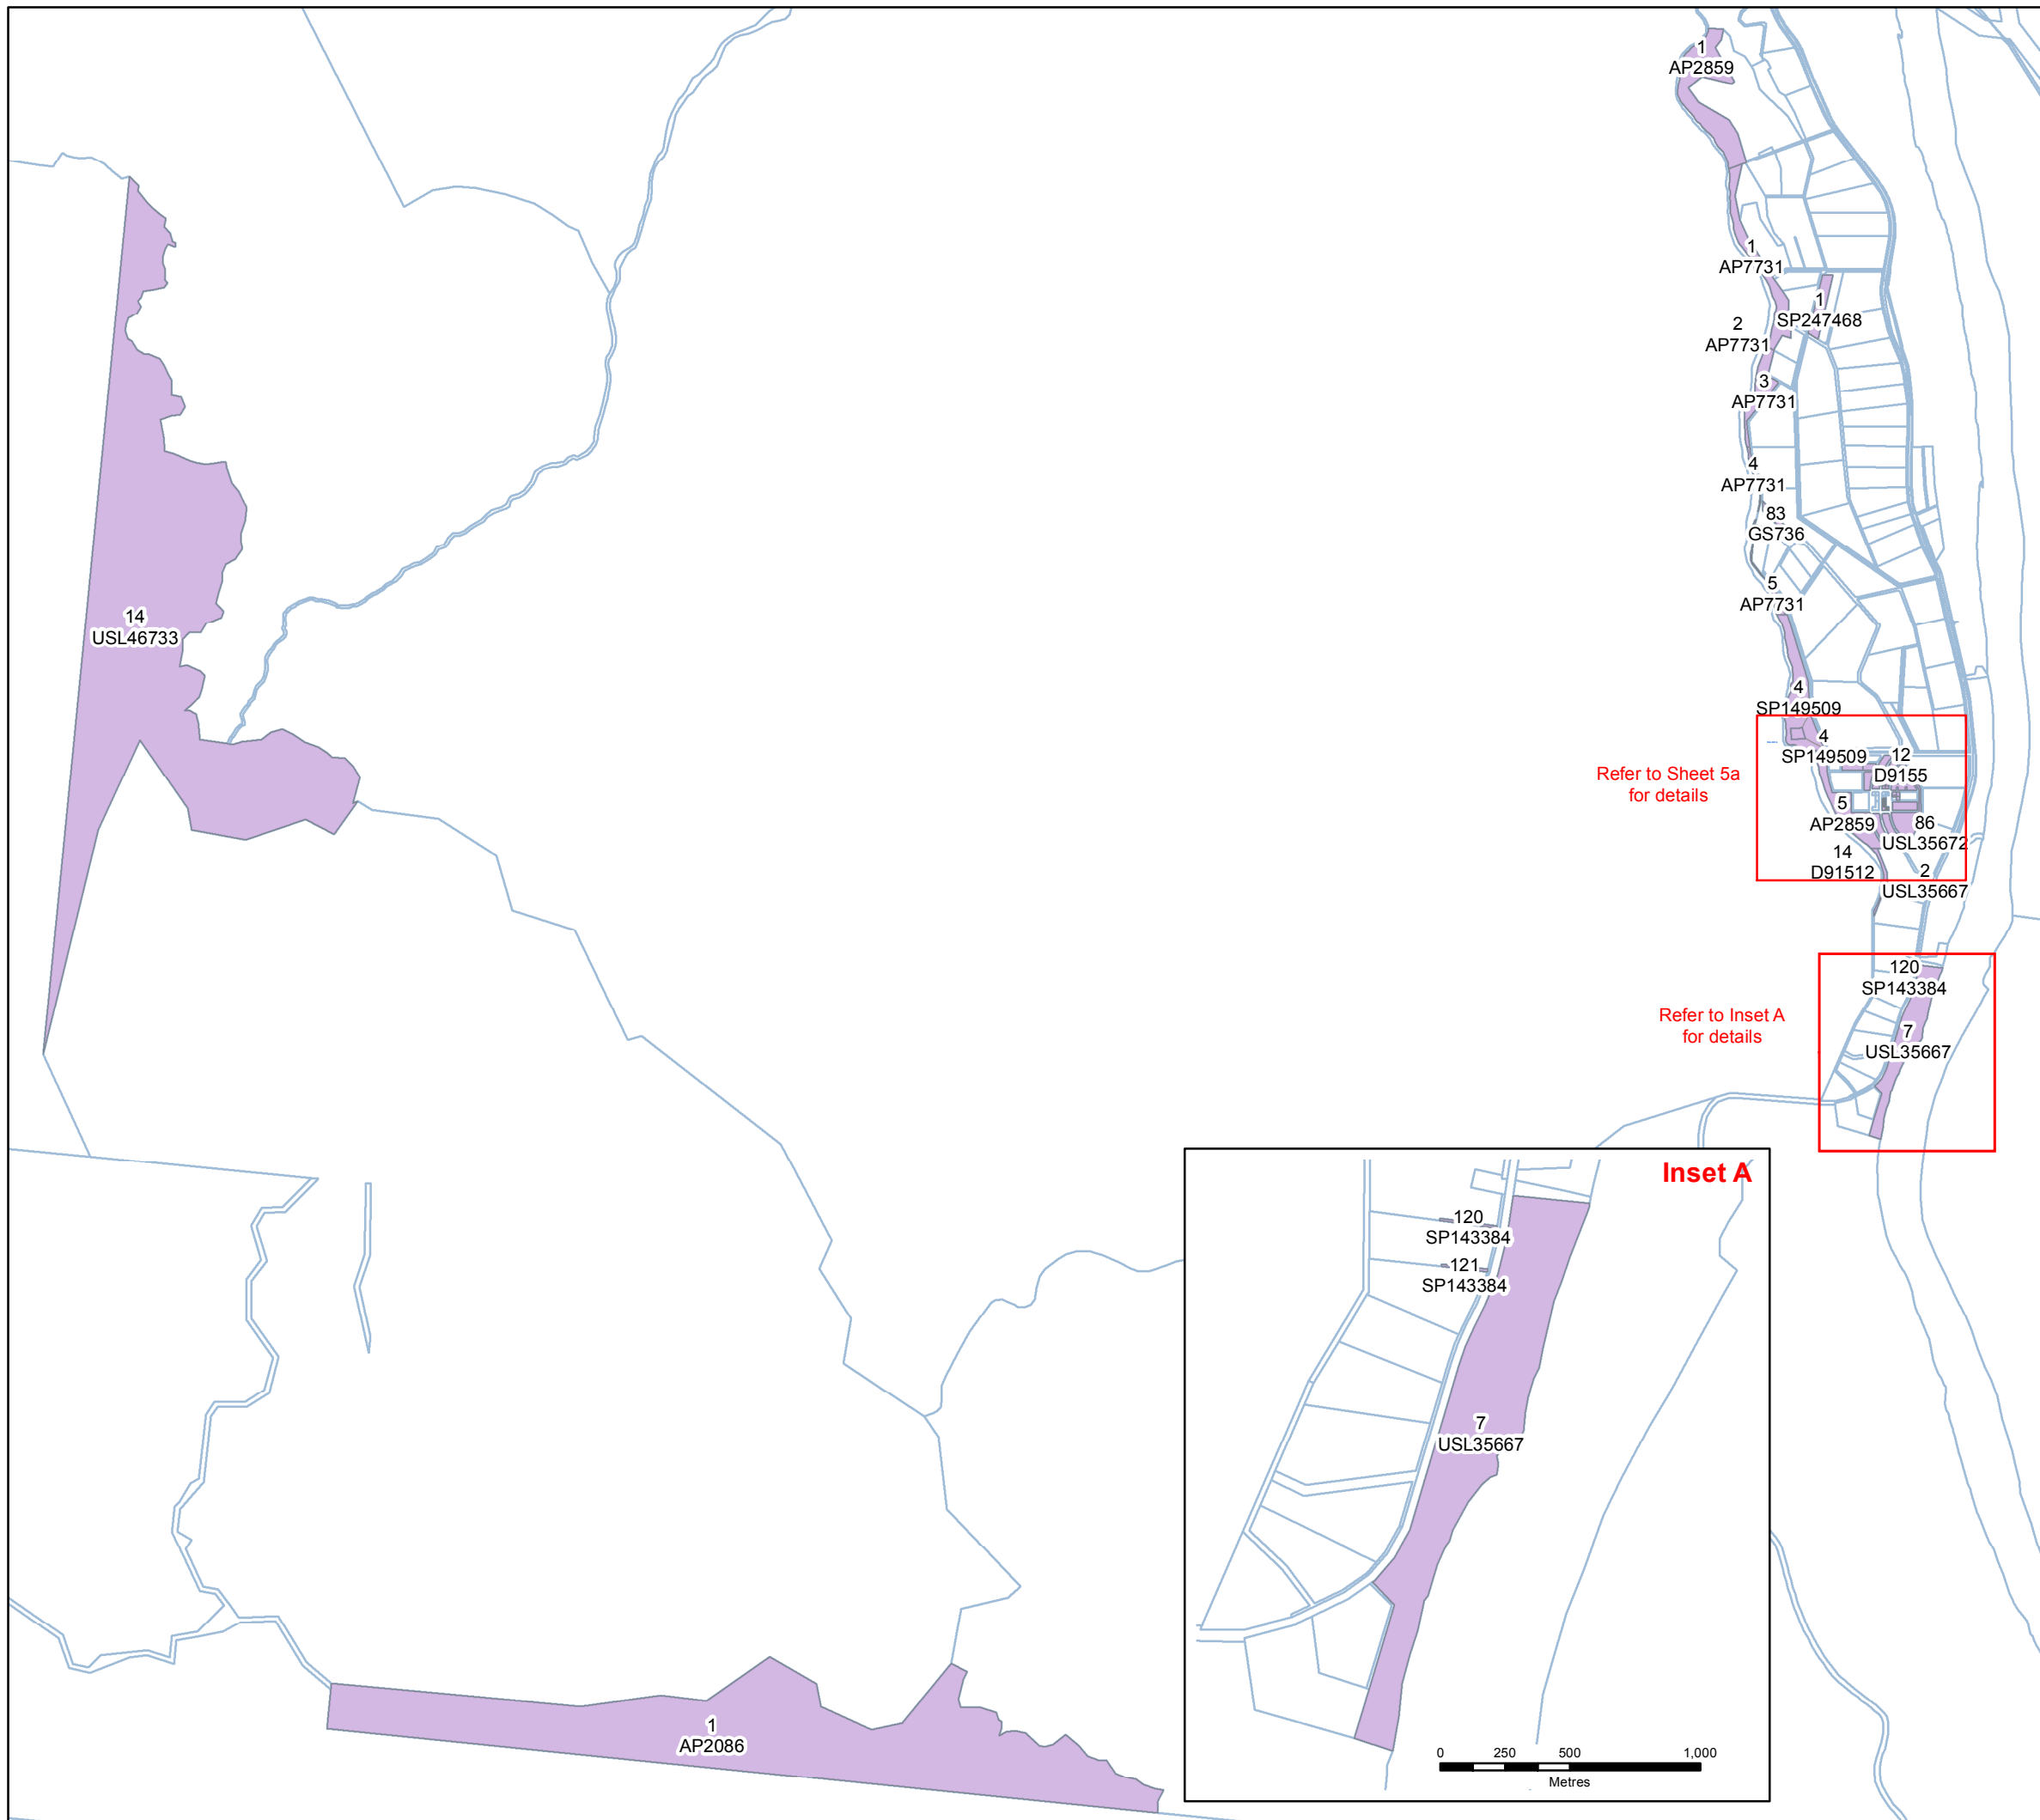 1
AP2859
1
AP7731
1
SP247468
2
AP7731
3
AP7731
4
AP7731
83
GS736
5
AP7731
14
USL46733
4
SP149509
4
SP149509
12
D9155
Refer to Sheet 5a
for details
5
AP2859
86
USL35672
14
D91512
2
USL35667
120
SP143384
Refer to Inset A
for details
7
USL35667
Inset A
120
SP143384
121
SP143384
7
USL35667
1
AP2086
0 250 500 1,000
Metres